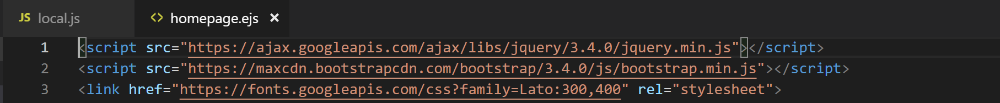 JS local.js <> homepage.ejs ×
1 <script src="https://ajax.googleapis.com/ajax/libs/jquery/3.4.0/jquery.min.js"></script>
2 <script src="https://maxcdn.bootstrapcdn.com/bootstrap/3.4.0/js/bootstrap.min.js"></script>
3 <link href="https://fonts.googleapis.com/css?family=Lato:300,400" rel="stylesheet">